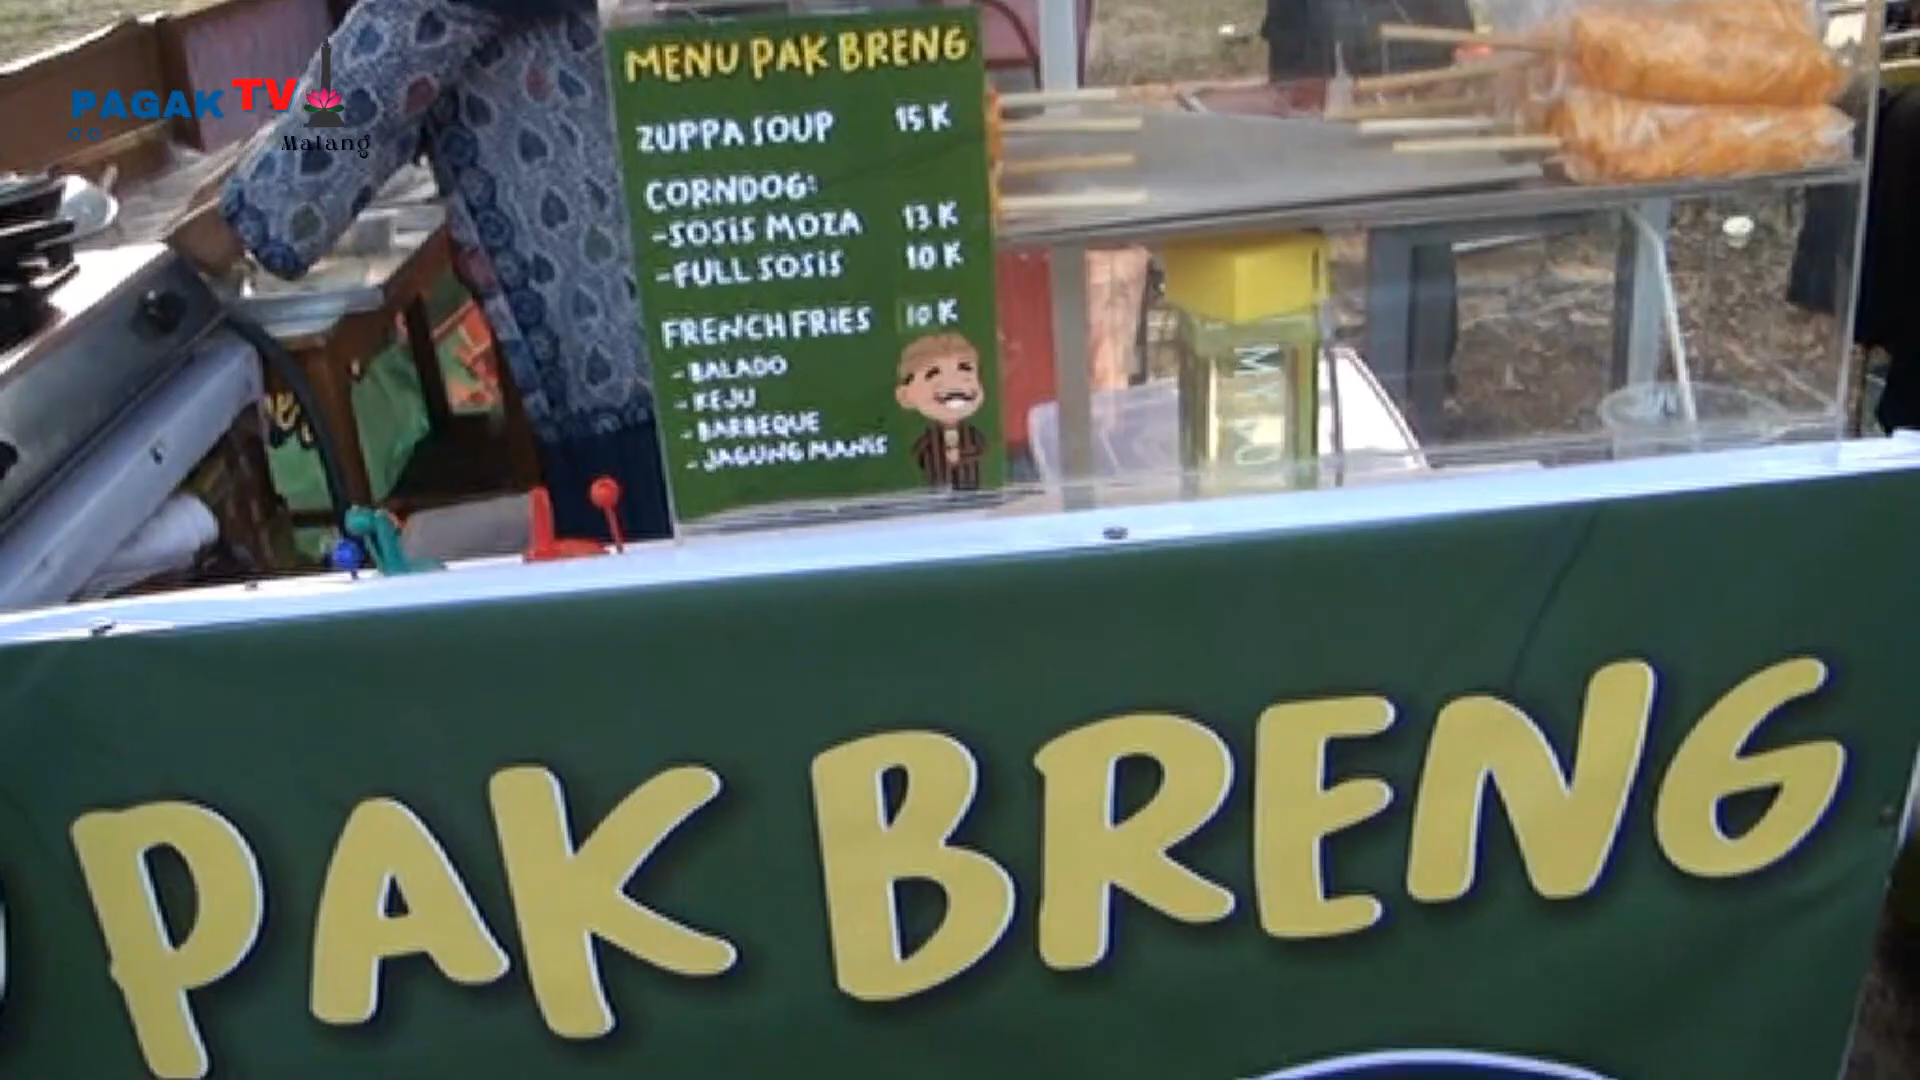 PAGAK TV
Malang
MENU PAK BRENG
ZUPPA SOUP 15 K
CORNDOG:
-SOSIS MOZA 13 K
-FULL SOSIS 10 K
FRENCH FRIES 10 K
- BALADO
- KEJU
- BARBEQUE
- JAGUNG MANIS
PAK BRENG